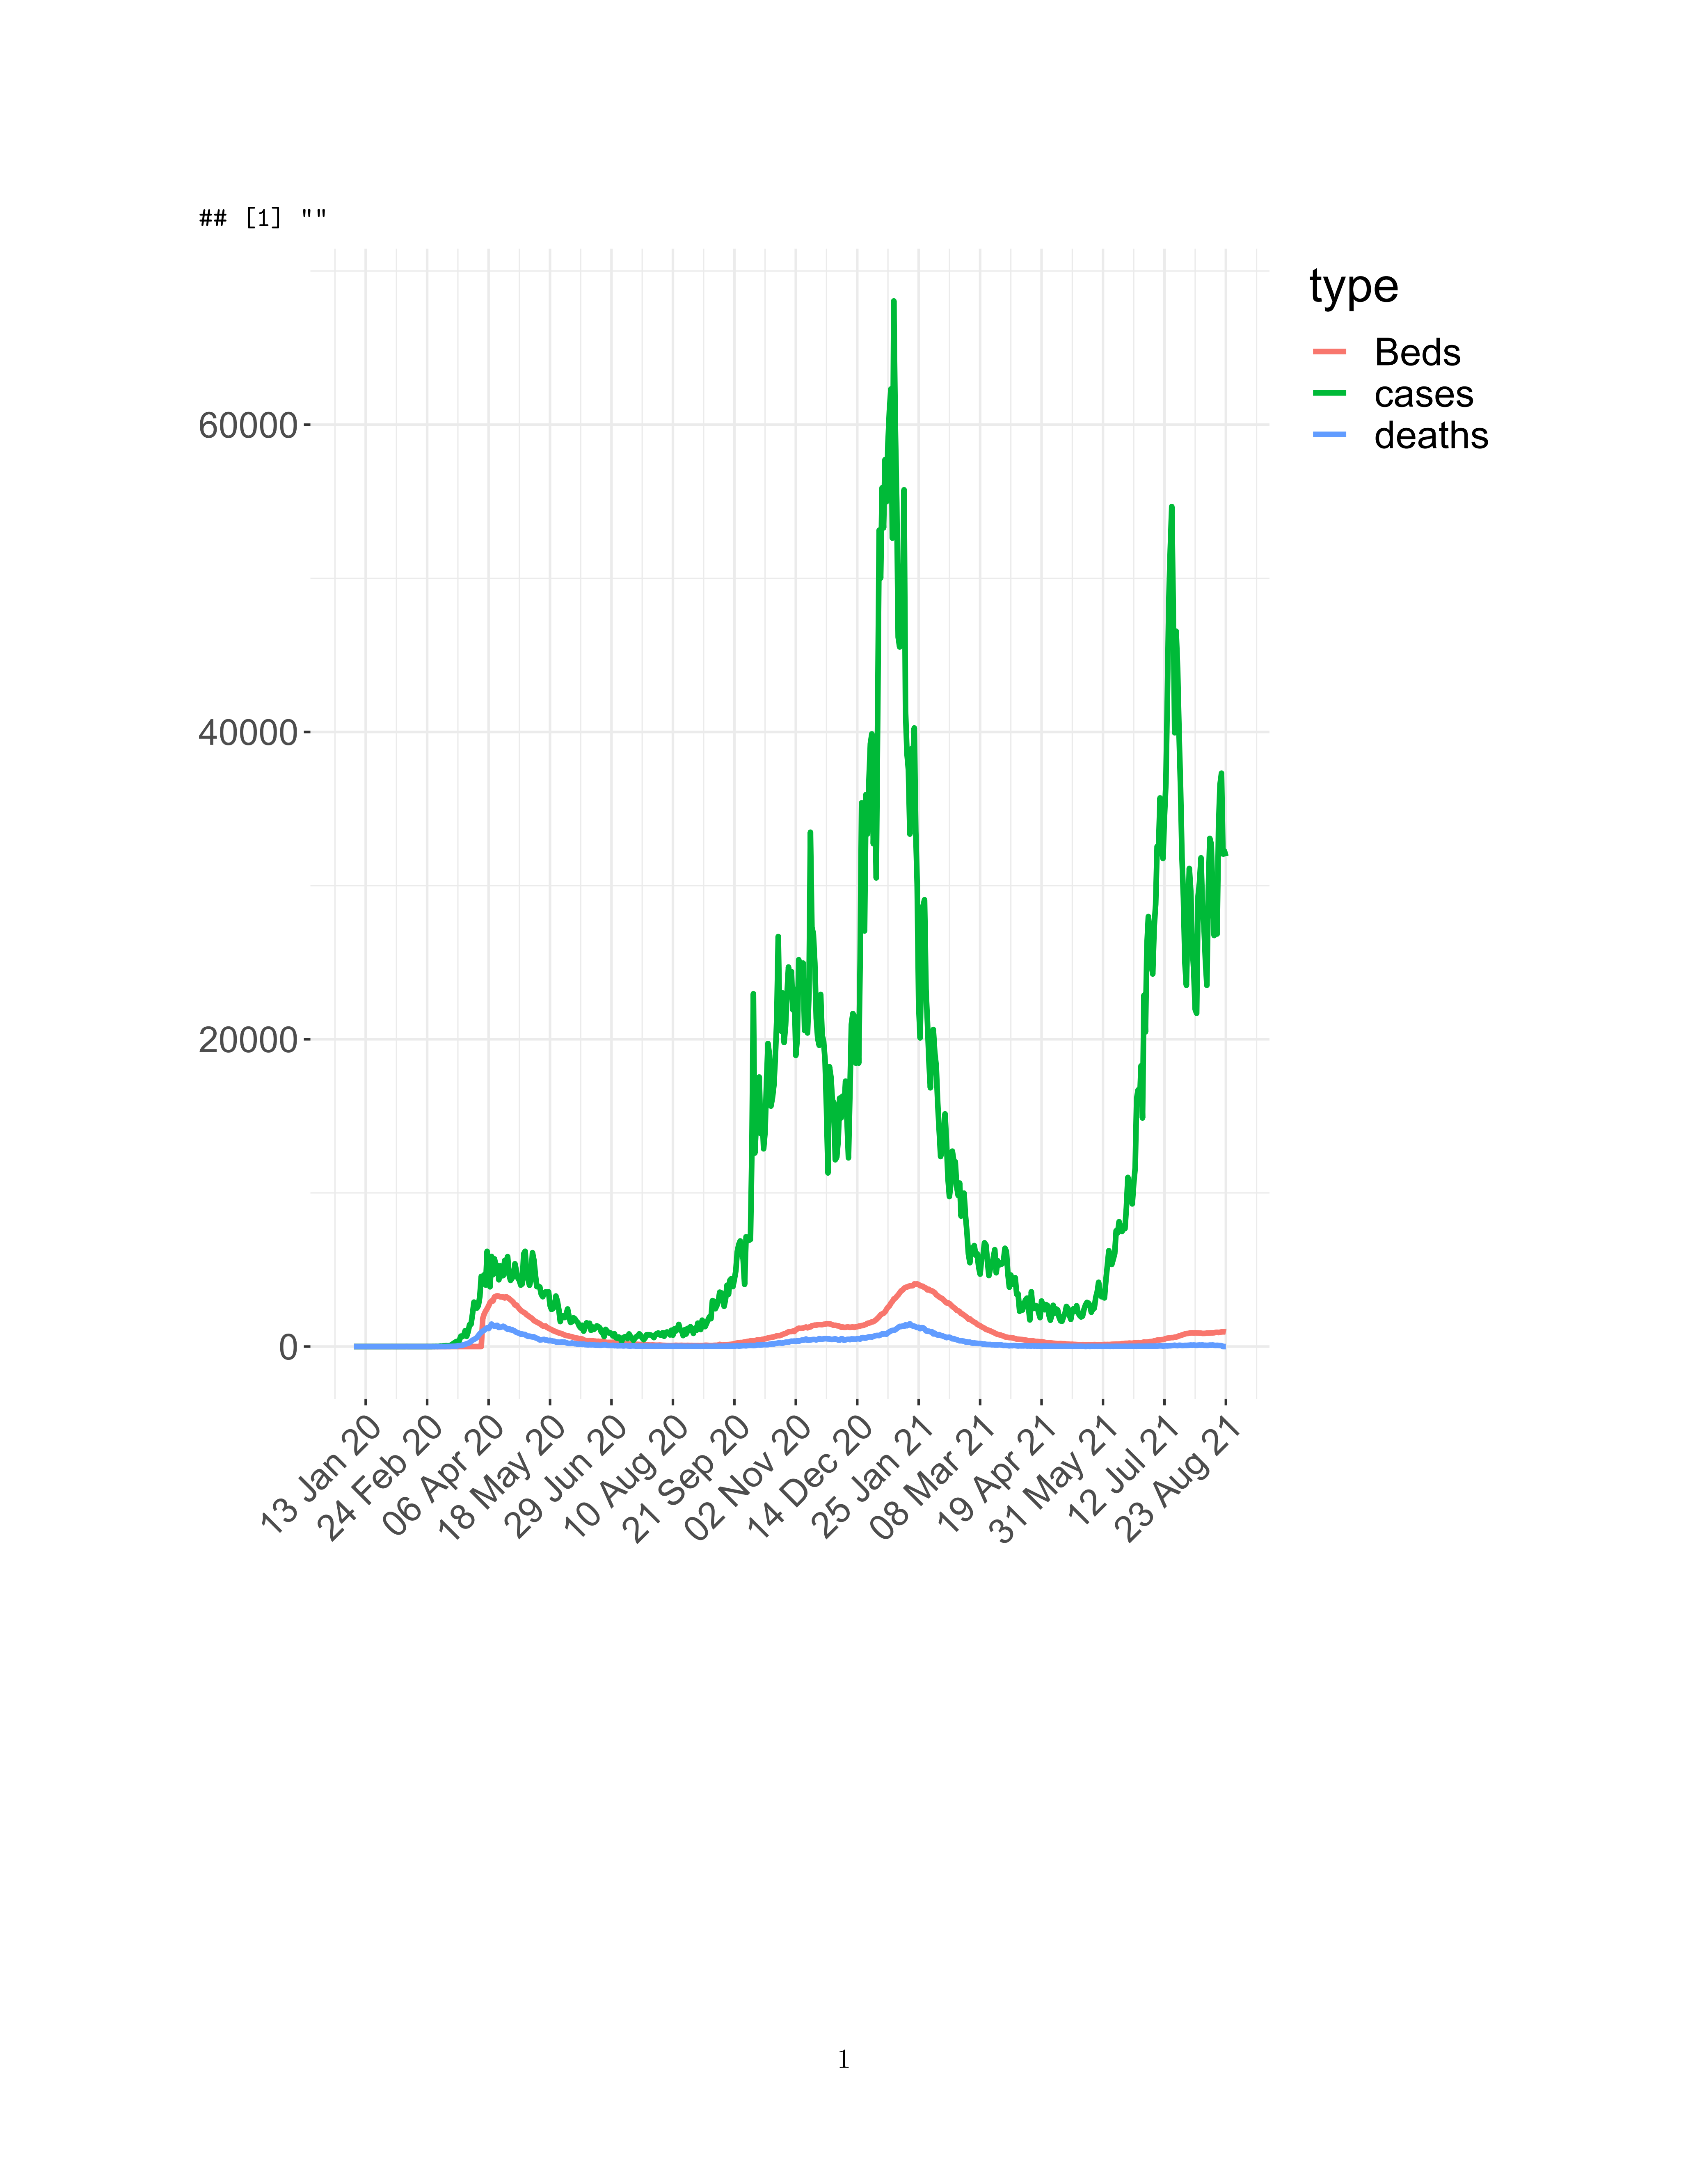 ## [1] ""
type
Beds
cases
deaths
60000
40000
20000
0
13 Jan 20
24 Feb 20
06 Apr 20
18 May 20
29 Jun 20
10 Aug 20
21 Sep 20
02 Nov 20
14 Dec 20
25 Jan 21
08 Mar 21
19 Apr 21
31 May 21
12 Jul 21
23 Aug 21
1